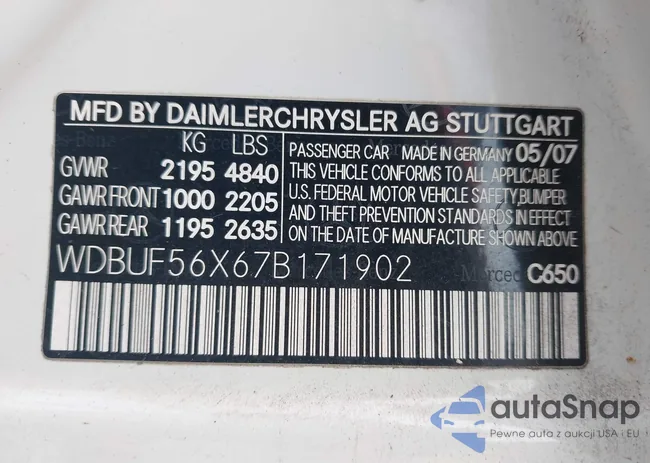 MFD BY DAIMLERCHRYSLER AG STUTTGART
KG LBS
GVWR 2195 4840
GAWR FRONT 1000 2205
GAWR REAR 1195 2635
PASSENGER CAR MADE IN GERMANY 05/07
THIS VEHICLE CONFORMS TO ALL APPLICABLE
U.S. FEDERAL MOTOR VEHICLE SAFETY,BUMPER
AND THEFT PREVENTION STANDARDS IN EFFECT
ON THE DATE OF MANUFACTURE SHOWN ABOVE.
WDBUF56X67B171902
Merced C650
autoSnap
Pewne auta z aukcji USA i EU